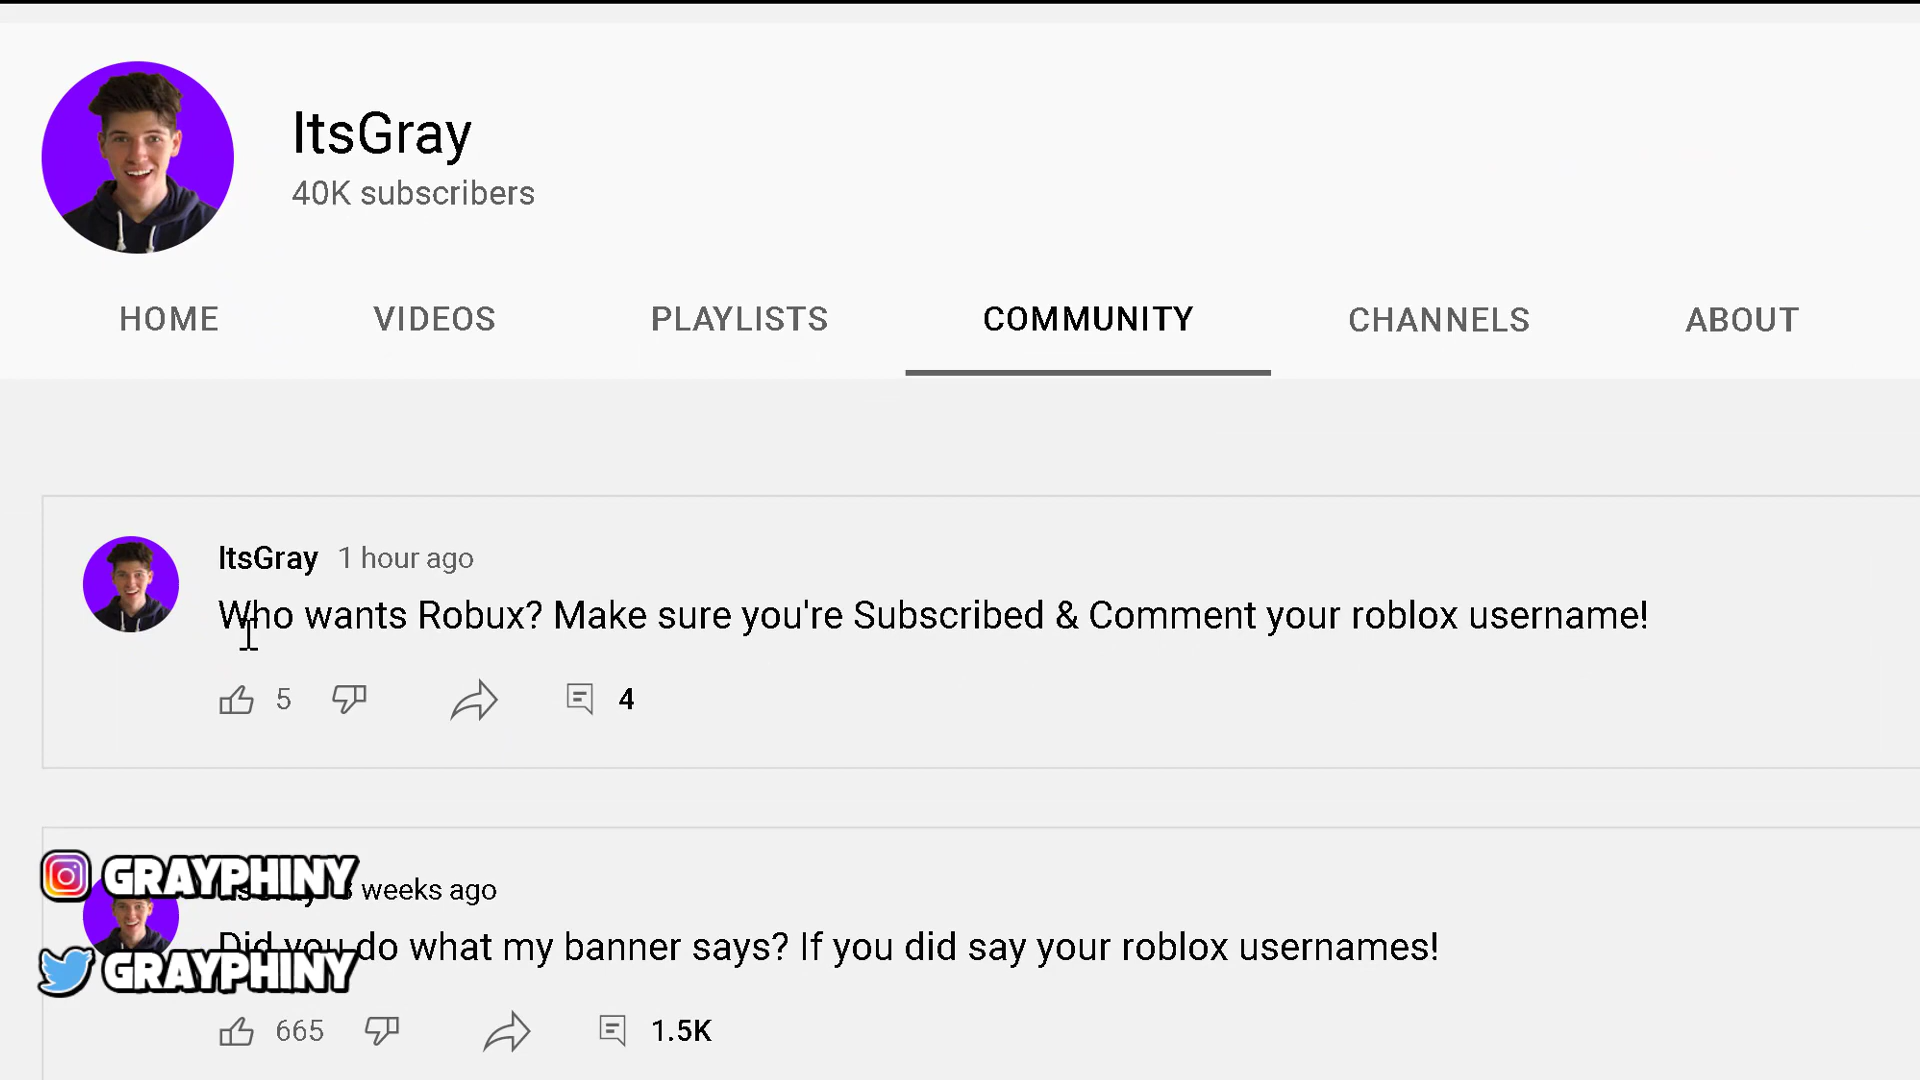 ItsGray
40K subscribers
HOME VIDEOS PLAYLISTS COMMUNITY CHANNELS ABOUT
ItsGray 1 hour ago
Who wants Robux? Make sure you're Subscribed & Comment your roblox username!
5 4
GRAYPHINY
weeks ago
Did you do what my banner says? If you did say your roblox usernames!
GRAYPHINY
665 1.5K